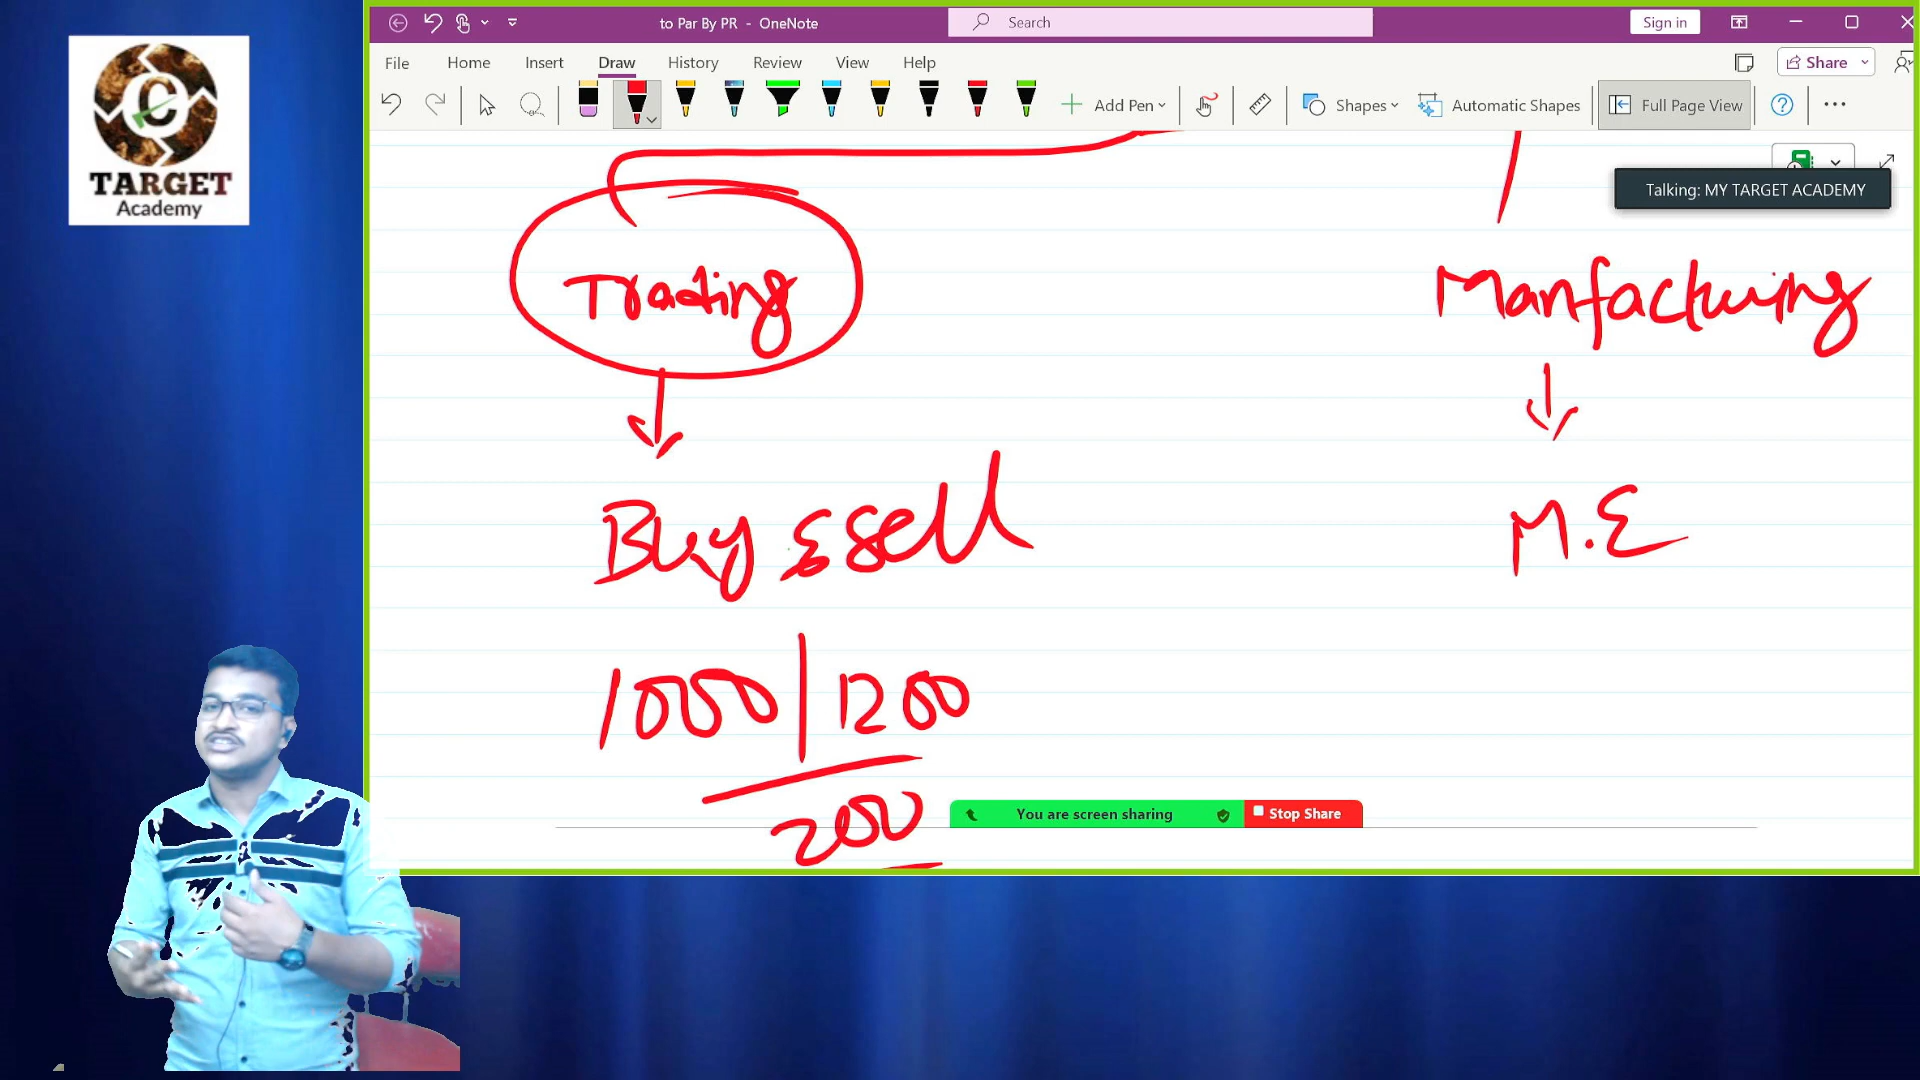 TARGET
Academy
to Par By PR - OneNote
Search
Sign in
File Home Insert Draw History Review View Help
Share
Add Pen
Shapes
Automatic Shapes
Full Page View
Talking: MY TARGET ACADEMY
Trading
Manfacturing
Buy & sell
M.E
1000 | 1200
200
You are screen sharing
Stop Share